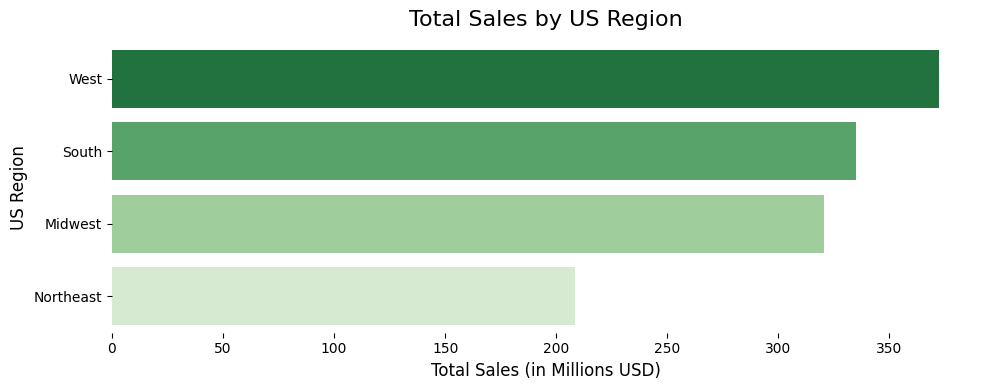 Total Sales by US Region
US Region
West
South
Midwest
Northeast
0 50 100 150 200 250 300 350
Total Sales (in Millions USD)